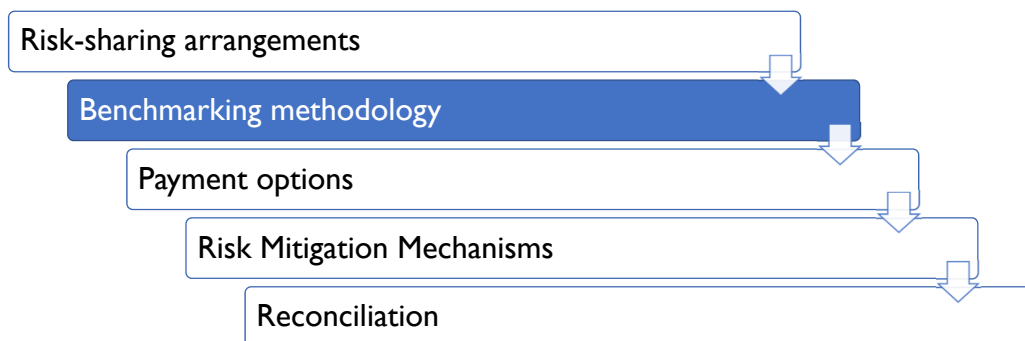 Risk-sharing arrangements
Benchmarking methodology
Payment options
Risk Mitigation Mechanisms
Reconciliation